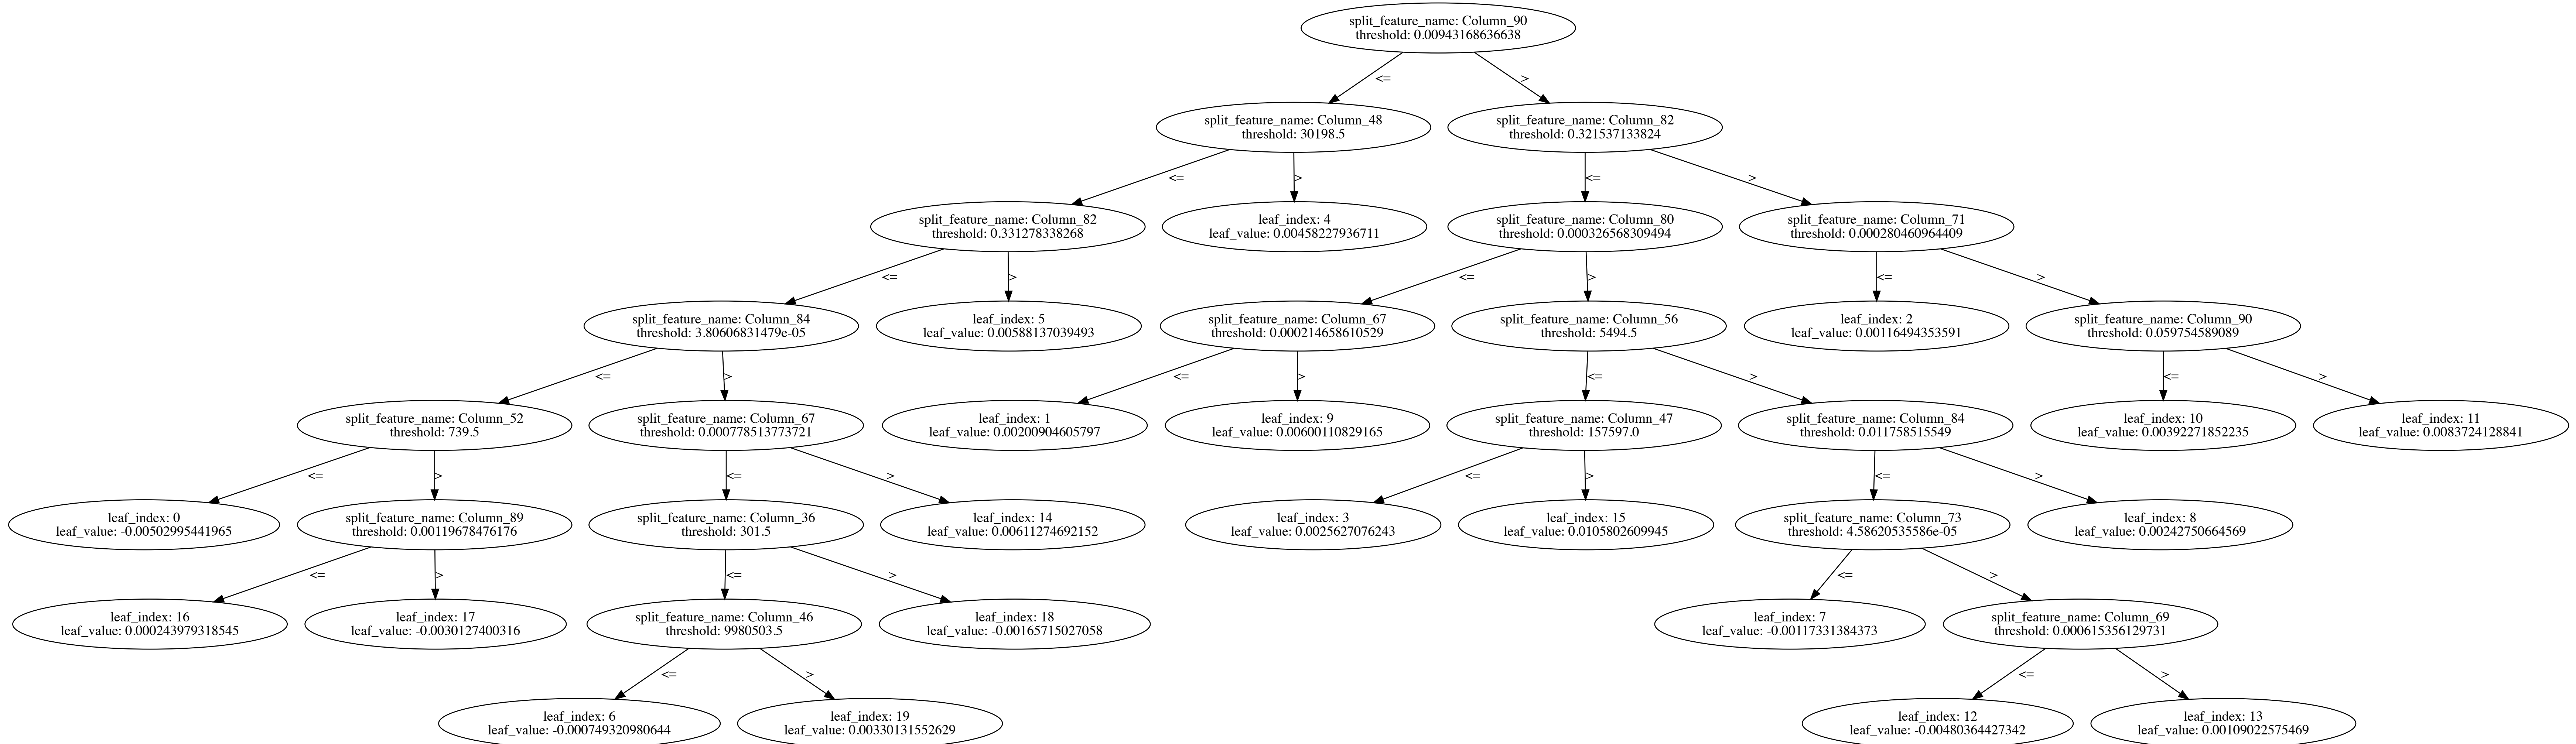 split_feature_name: Column_90
threshold: 0.00943168636638
<=
>
split_feature_name: Column_48
threshold: 30198.5
split_feature_name: Column_82
threshold: 0.321537133824
<=
>
<=
>
split_feature_name: Column_82
threshold: 0.331278338268
leaf_index: 4
leaf_value: 0.00458227936711
split_feature_name: Column_80
threshold: 0.000326568309494
split_feature_name: Column_71
threshold: 0.000280460964409
<=
>
<=
>
<=
>
split_feature_name: Column_84
threshold: 3.80606831479e-05
leaf_index: 5
leaf_value: 0.00588137039493
split_feature_name: Column_67
threshold: 0.000214658610529
split_feature_name: Column_56
threshold: 5494.5
leaf_index: 2
leaf_value: 0.00116494353591
split_feature_name: Column_90
threshold: 0.059754589089
<=
>
<=
>
<=
>
<=
>
split_feature_name: Column_52
threshold: 739.5
split_feature_name: Column_67
threshold: 0.000778513773721
leaf_index: 1
leaf_value: 0.00200904605797
leaf_index: 9
leaf_value: 0.00600110829165
split_feature_name: Column_47
threshold: 157597.0
split_feature_name: Column_84
threshold: 0.011758515549
leaf_index: 10
leaf_value: 0.00392271852235
leaf_index: 11
leaf_value: 0.0083724128841
<=
>
<=
>
<=
>
<=
>
leaf_index: 0
leaf_value: -0.00502995441965
split_feature_name: Column_89
threshold: 0.00119678476176
split_feature_name: Column_36
threshold: 301.5
leaf_index: 14
leaf_value: 0.00611274692152
leaf_index: 3
leaf_value: 0.0025627076243
leaf_index: 15
leaf_value: 0.0105802609945
split_feature_name: Column_73
threshold: 4.58620535586e-05
leaf_index: 8
leaf_value: 0.00242750664569
<=
>
<=
>
<=
>
leaf_index: 16
leaf_value: 0.000243979318545
leaf_index: 17
leaf_value: -0.0030127400316
split_feature_name: Column_46
threshold: 9980503.5
leaf_index: 18
leaf_value: -0.00165715027058
leaf_index: 7
leaf_value: -0.00117331384373
split_feature_name: Column_69
threshold: 0.000615356129731
<=
>
<=
>
leaf_index: 6
leaf_value: -0.000749320980644
leaf_index: 19
leaf_value: 0.00330131552629
leaf_index: 12
leaf_value: -0.00480364427342
leaf_index: 13
leaf_value: 0.00109022575469